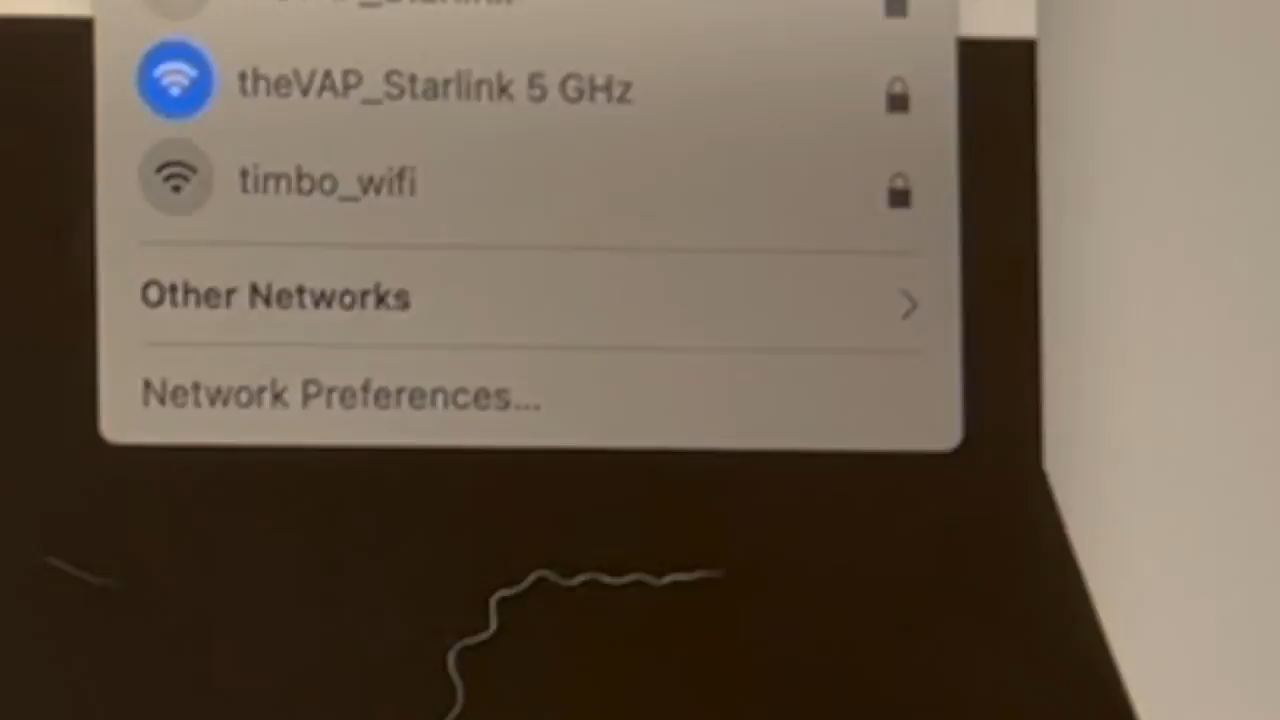 theVAP_Starlink 5 GHz
timbo_wifi
Other Networks
Network Preferences...